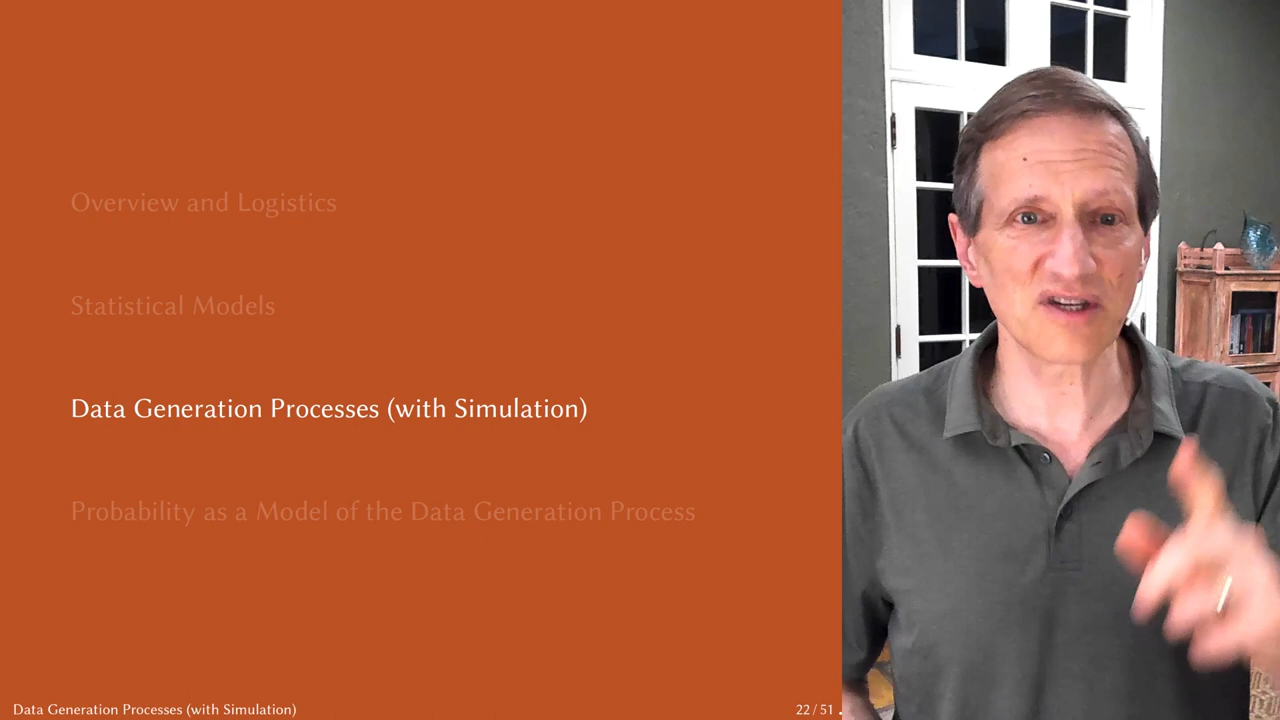 Overview and Logistics
Statistical Models
Data Generation Processes (with Simulation)
Probability as a Model of the Data Generation Process
Data Generation Processes (with Simulation)
22 / 51